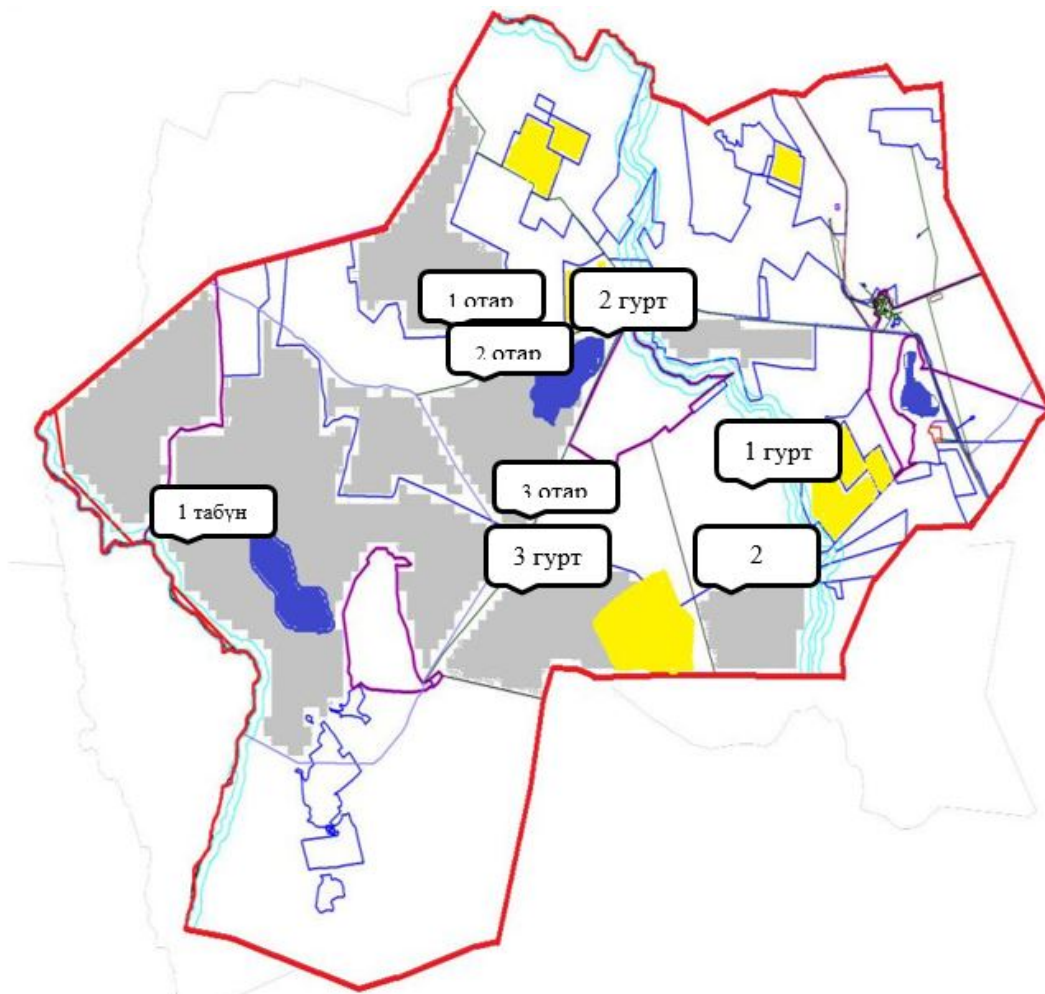 1 отар
2 гурт
2 отар
1 гурт
3 отар
1 табун
3 гурт
2